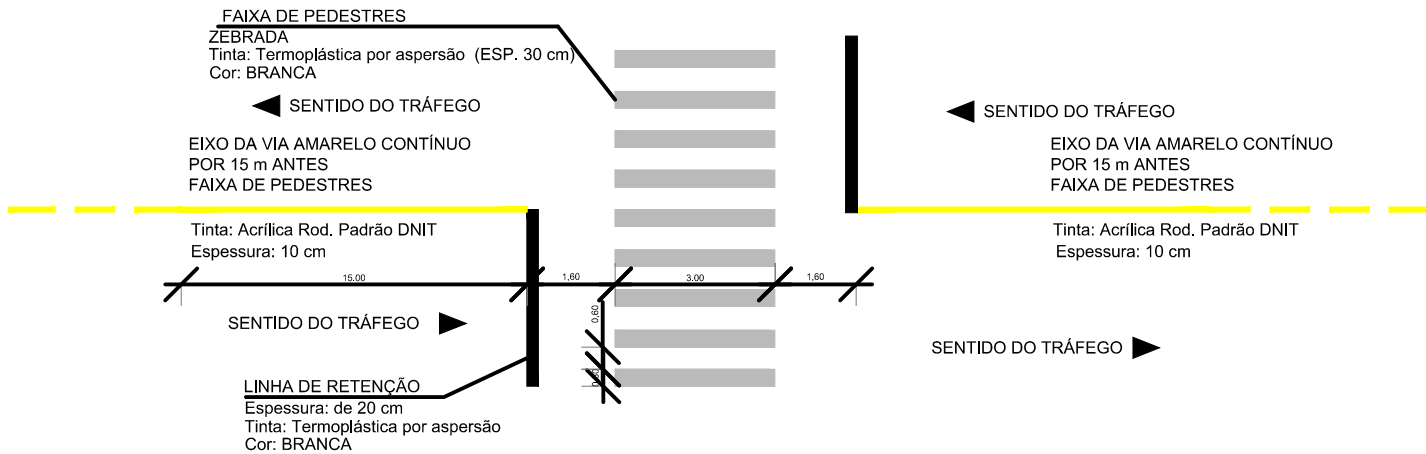 FAIXA DE PEDESTRES
ZEBRADA
Tinta: Termoplástica por aspersão (ESP. 30 cm)
Cor: BRANCA
SENTIDO DO TRÁFEGO
SENTIDO DO TRÁFEGO
EIXO DA VIA AMARELO CONTÍNUO
POR 15 m ANTES
FAIXA DE PEDESTRES
EIXO DA VIA AMARELO CONTÍNUO
POR 15 m ANTES
FAIXA DE PEDESTRES
Tinta: Acrílica Rod. Padrão DNIT
Espessura: 10 cm
Tinta: Acrílica Rod. Padrão DNIT
Espessura: 10 cm
15.00
1,60
3.00
1,60
0,60
SENTIDO DO TRÁFEGO
SENTIDO DO TRÁFEGO
LINHA DE RETENÇÃO
Espessura: de 20 cm
Tinta: Termoplástica por aspersão
Cor: BRANCA